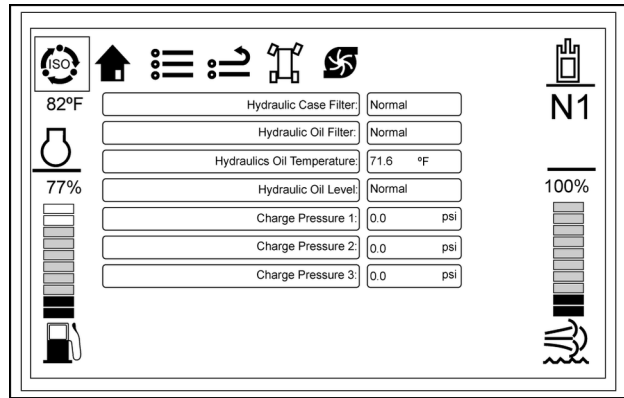 ISO
82ºF
N1
Hydraulic Case Filter: Normal
Hydraulic Oil Filter: Normal
Hydraulics Oil Temperature: 71.6 ºF
77%
Hydraulic Oil Level: Normal
100%
Charge Pressure 1: 0.0 psi
Charge Pressure 2: 0.0 psi
Charge Pressure 3: 0.0 psi